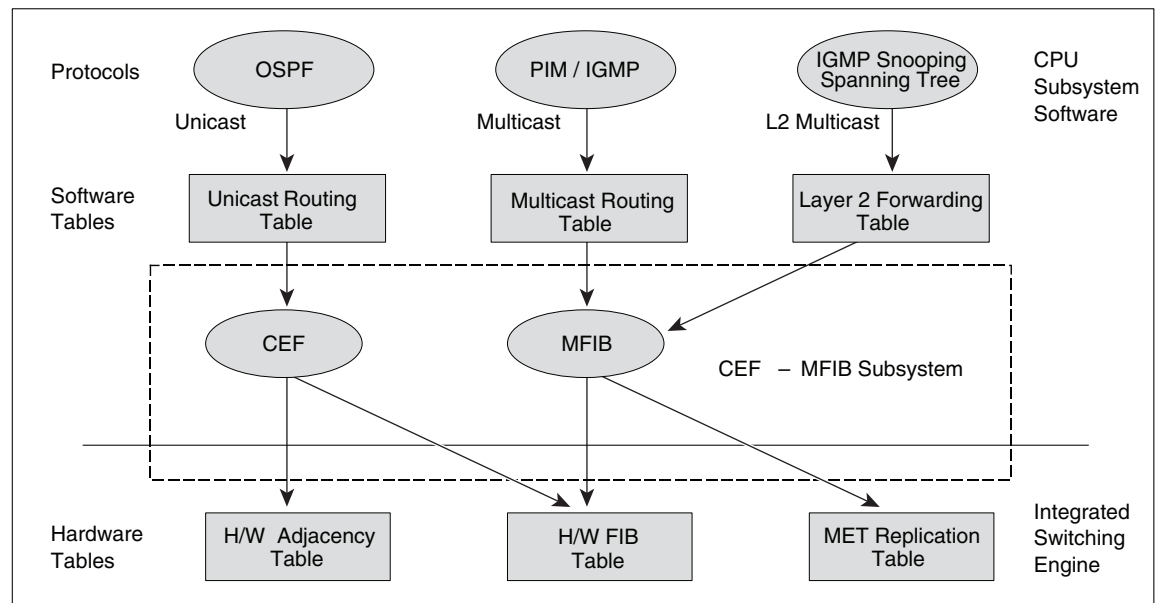 Protocols
OSPF
PIM / IGMP
IGMP Snooping
Spanning Tree
CPU
Subsystem
Software
Unicast
Multicast
L2 Multicast
Software
Tables
Unicast Routing
Table
Multicast Routing
Table
Layer 2 Forwarding
Table
CEF
MFIB
CEF – MFIB Subsystem
Hardware
Tables
H/W Adjacency
Table
H/W FIB
Table
MET Replication
Table
Integrated
Switching
Engine